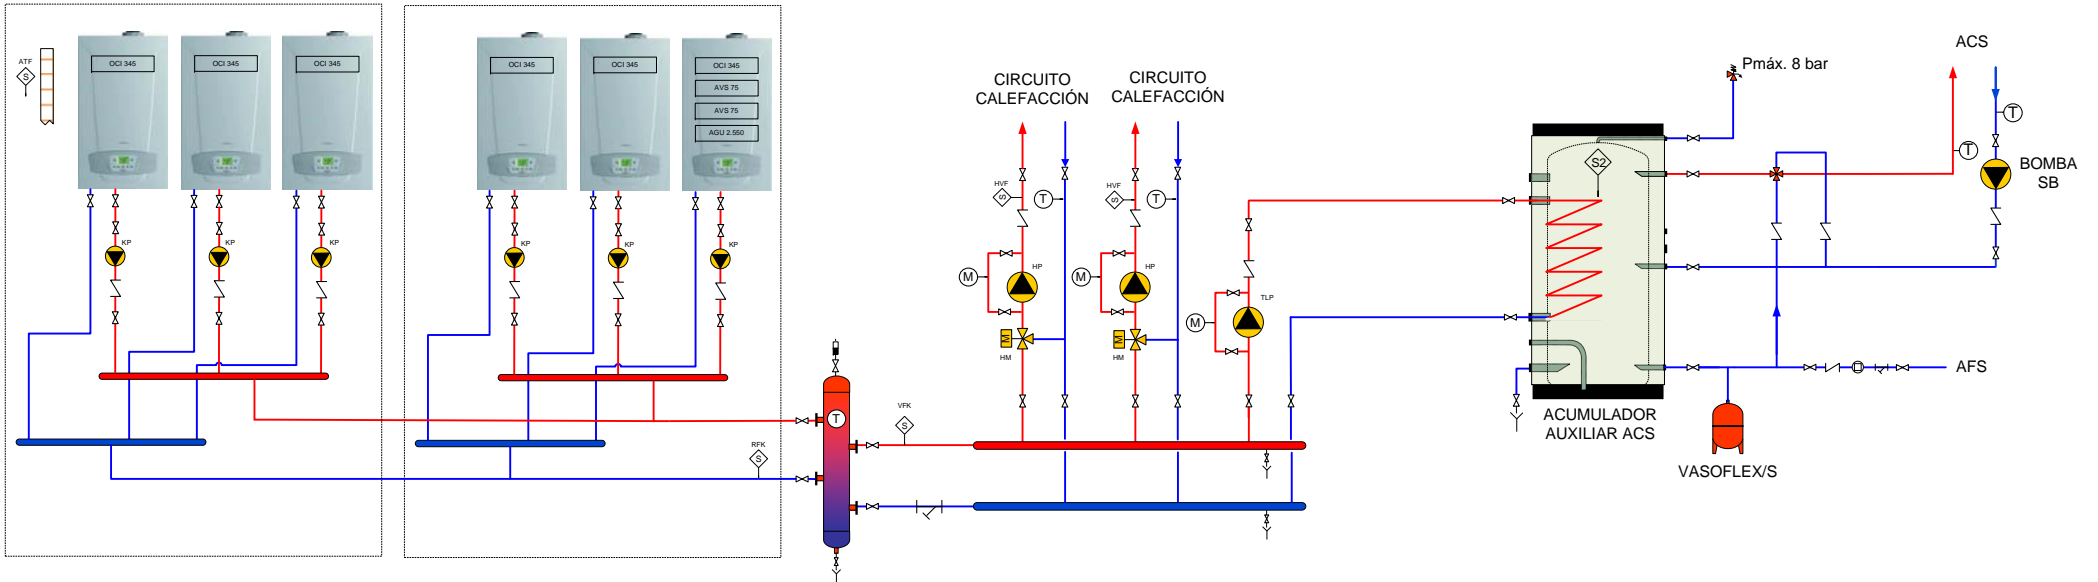 ATF
S
OCI 345
OCI 345
OCI 345
KP
KP
KP
OCI 345
OCI 345
OCI 345
AVS 75
AVS 75
AGU 2.550
KP
KP
KP
RFK
S
T
VFK
S
CIRCUITO
CALEFACCIÓN
HVF
S
T
M
HP
M
HM
CIRCUITO
CALEFACCIÓN
HVF
S
T
M
HP
M
HM
M
TLP
S2
ACUMULADOR
AUXILIAR ACS
Pmáx. 8 bar
ACS
T
T
BOMBA
SB
AFS
VASOFLEX/S